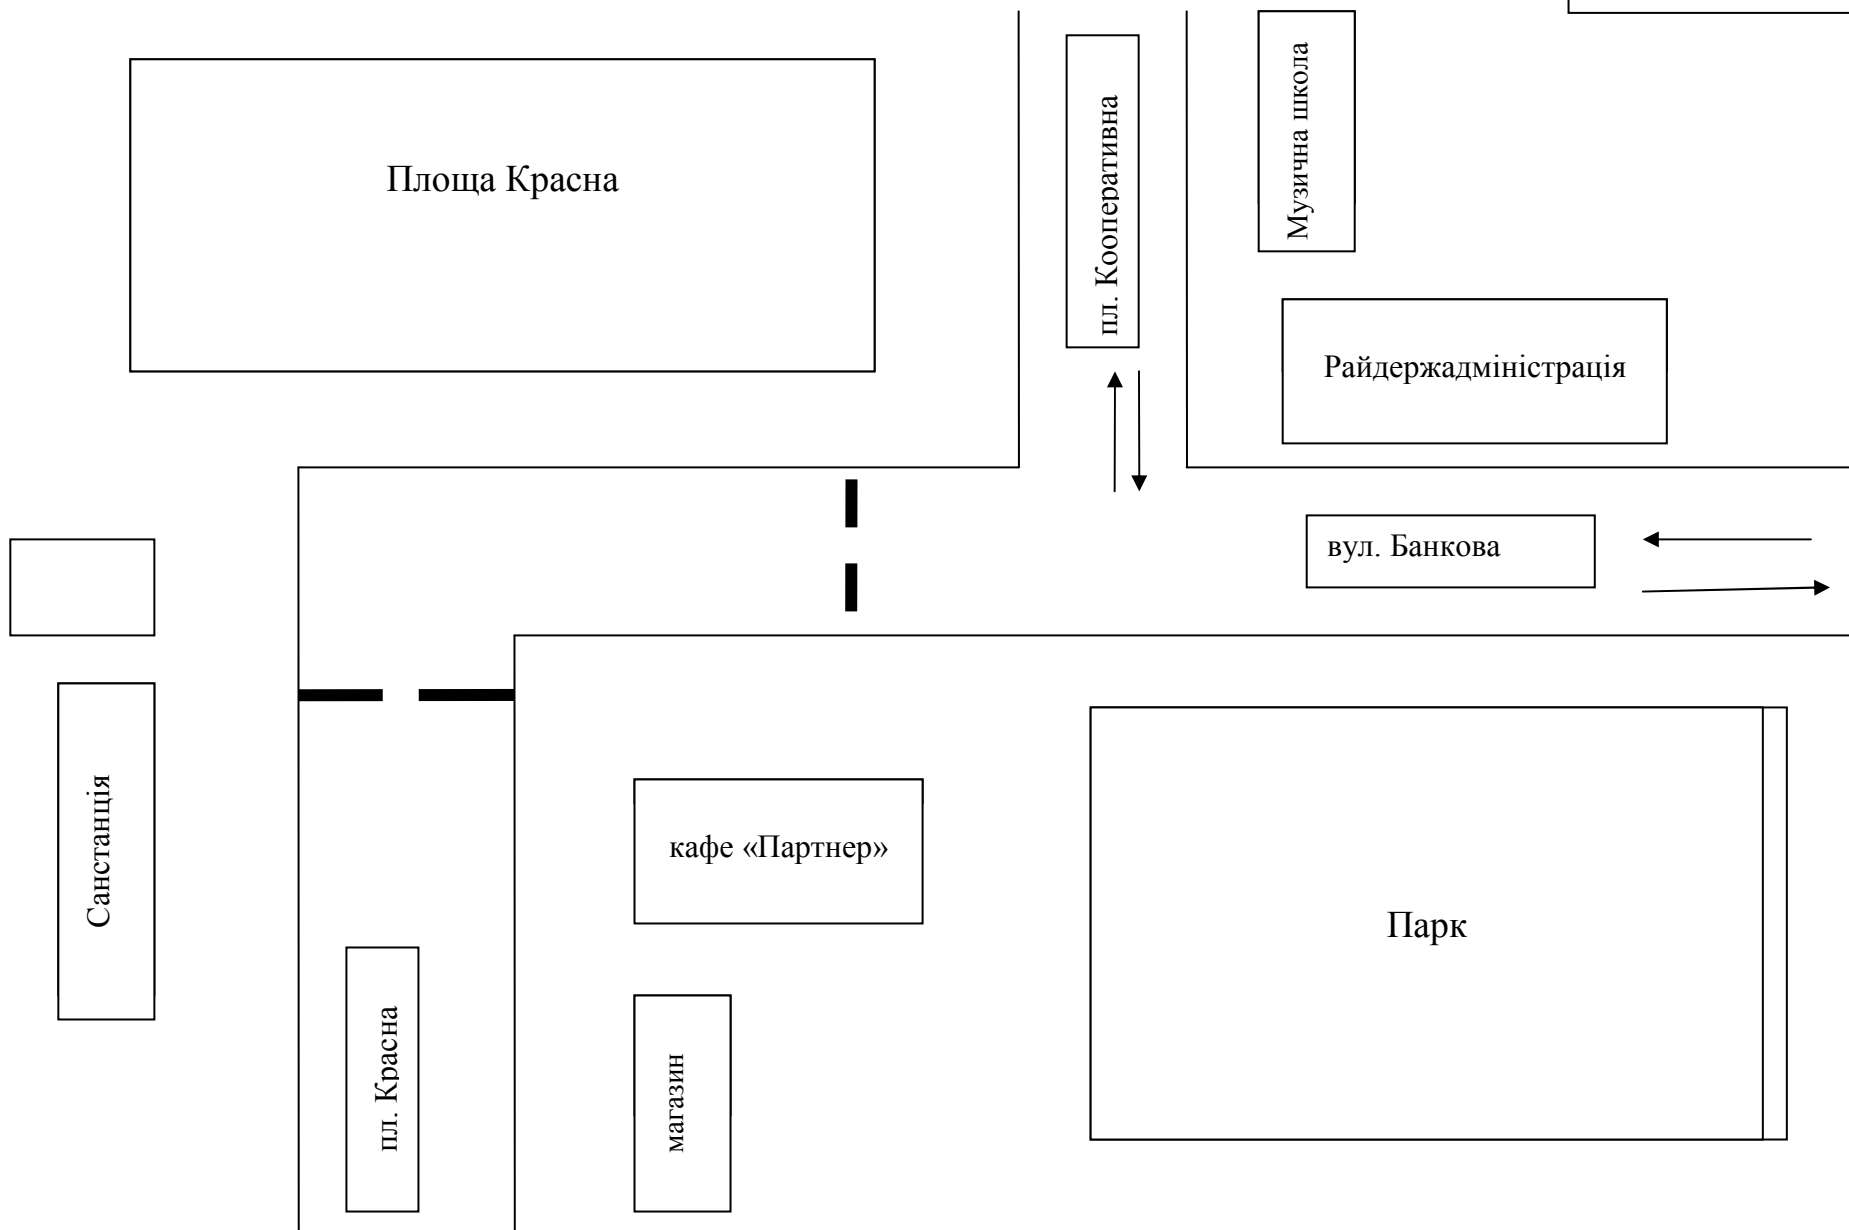 Площа Красна
пл. Кооперативна
Музична школа
Райдержадміністрація
вул. Банкова
Санстанція
кафе «Партнер»
Парк
пл. Красна
магазин